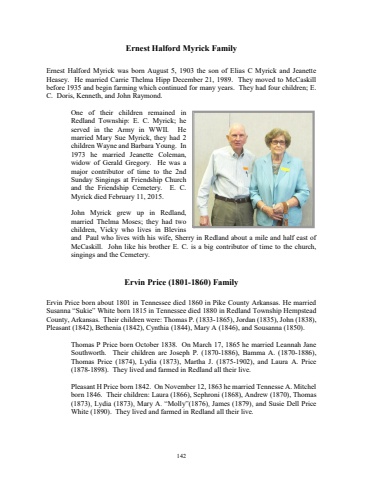 Ernest Halford Myrick Family
Ernest Halford Myrick was born August 5, 1903 the son of Elias C Myrick and Jeanette
Heasey. He married Carrie Thelma Hipp December 21, 1989. They moved to McCaskill
before 1935 and begin farming which continued for many years. They had four children; E.
C. Doris, Kenneth, and John Raymond.
One of their children remained in
Redland Township: E. C. Myrick; he
served in the Army in WWII. He
married Mary Sue Myrick, they had 2
children Wayne and Barbara Young. In
1973 he married Jeanette Coleman,
widow of Gerald Gregory. He was a
major contributor of time to the 2nd
Sunday Singings at Friendship Church
and the Friendship Cemetery. E. C.
Myrick died February 11, 2015.
John Myrick grew up in Redland,
married Thelma Moses; they had two
children, Vicky who lives in Blevins
and Paul who lives with his wife, Sherry in Redland about a mile and half east of
McCaskill. John like his brother E. C. is a big contributor of time to the church,
singings and the Cemetery.
Ervin Price (1801-1860) Family
Ervin Price born about 1801 in Tennessee died 1860 in Pike County Arkansas. He married
Susanna “Sukie” White born 1815 in Tennessee died 1880 in Redland Township Hempstead
County, Arkansas. Their children were: Thomas P. (1833-1865), Jordan (1835), John (1838),
Pleasant (1842), Bethenia (1842), Cynthia (1844), Mary A (1846), and Sousanna (1850).
Thomas P Price born October 1838. On March 17, 1865 he married Leannah Jane
Southworth. Their children are Joseph P. (1870-1886), Bamma A. (1870-1886),
Thomas Price (1874), Lydia (1873), Martha J. (1875-1902), and Laura A. Price
(1878-1898). They lived and farmed in Redland all their live.
Pleasant H Price born 1842. On November 12, 1863 he married Tennesse A. Mitchel
born 1846. Their children: Laura (1866), Sephroni (1868), Andrew (1870), Thomas
(1873), Lydia (1873), Mary A. “Molly”(1876), James (1879), and Susie Dell Price
White (1890). They lived and farmed in Redland all their live.
142